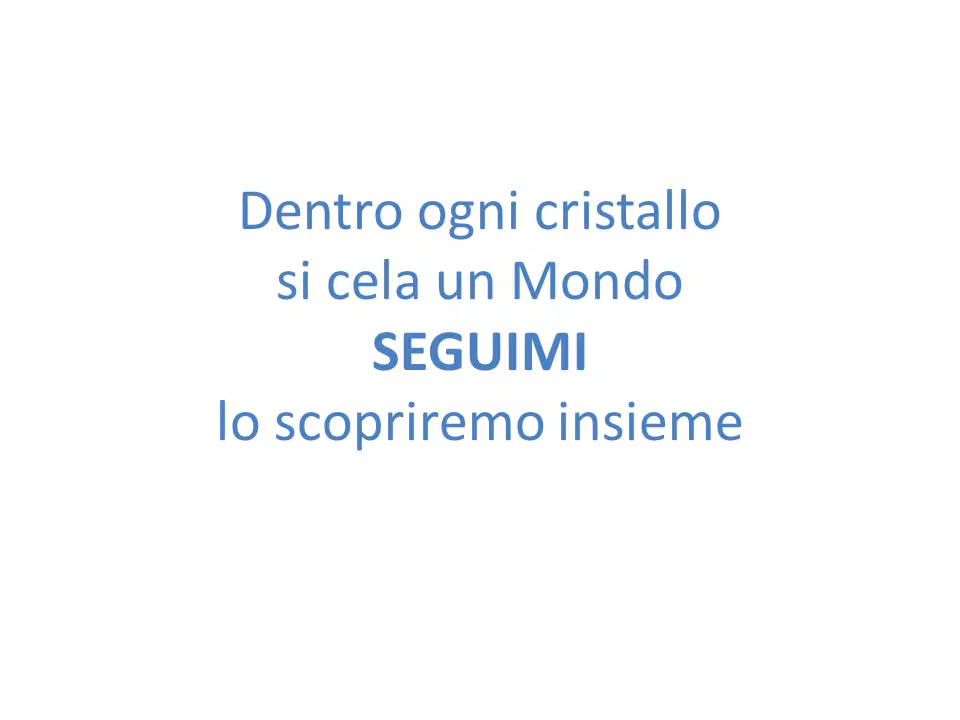 Dentro ogni cristallo
si cela un Mondo
SEGUIMI
lo scopriremo insieme